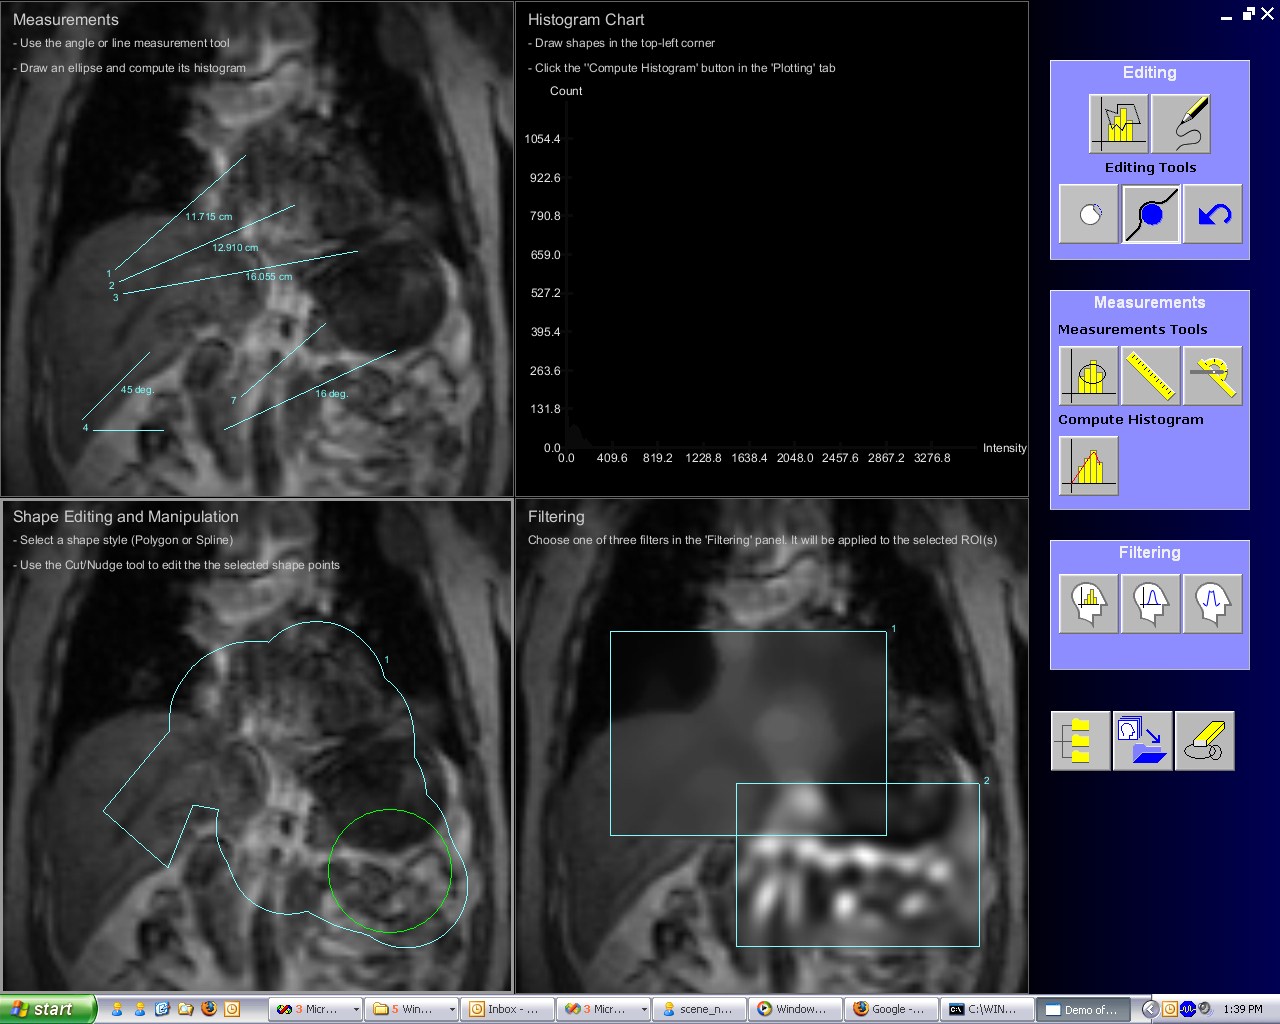 Measurements
- Use the angle or line measurement tool
- Draw an ellipse and compute its histogram
11.715 cm
12.910 cm
1
2
16.055 cm
3
45 deg.
16 deg.
7
4
Histogram Chart
- Draw shapes in the top-left corner
- Click the "Compute Histogram' button in the 'Plotting' tab
Count
1054.4
922.6
790.8
659.0
527.2
395.4
263.6
131.8
0.0
Intensity
0.0 409.6 819.2 1228.8 1638.4 2048.0 2457.6 2867.2 3276.8
Shape Editing and Manipulation
- Select a shape style (Polygon or Spline)
- Use the Cut/Nudge tool to edit the the selected shape points
1
Filtering
Choose one of three filters in the 'Filtering' panel. It will be applied to the selected ROI(s)
1
2
Editing
Editing Tools
Measurements
Measurements Tools
Compute Histogram
Filtering
start
3 Micr...
5 Win...
Inbox - ...
3 Micr...
scene_n...
Window...
Google -...
C:\WIN...
Demo of...
1:39 PM